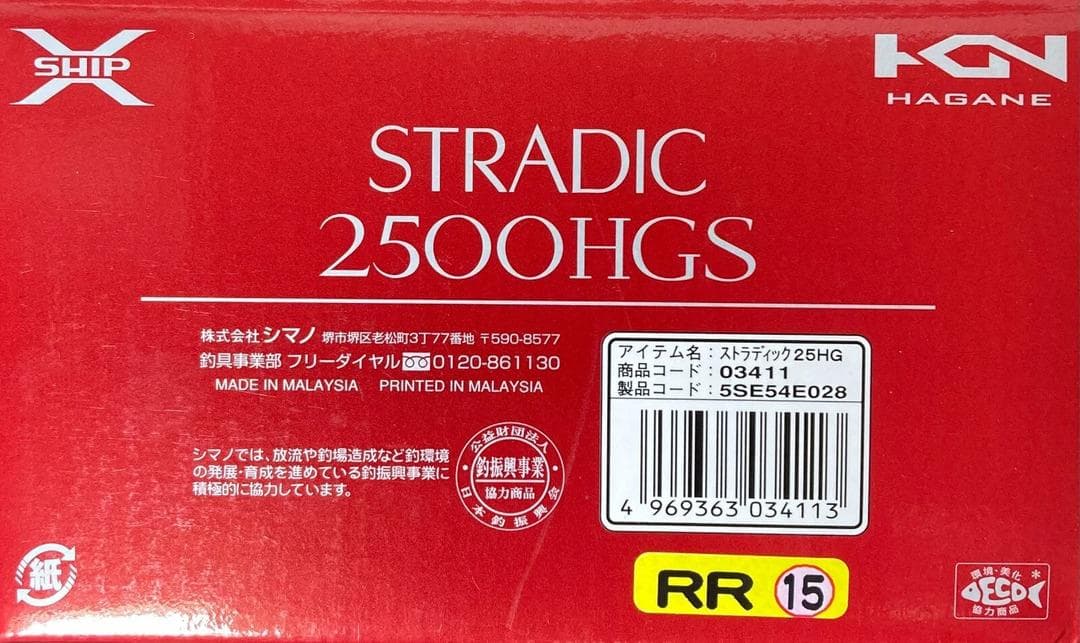 X SHIP
HGN
HAGANE
STRADIC
2500HGS
株式会社シマノ 堺市堺区老松町3丁77番地 〒590-8577
釣具事業部 フリーダイヤル 0120-861130
MADE IN MALAYSIA PRINTED IN MALAYSIA
シマノでは、放流や釣場造成など釣環境
の発展・育成を進めている釣振興事業に
積極的に協力しています。
公益財団法人
釣振興事業
協力商品
日本釣振興会
アイテム名：ストラディック25HG
商品コード：03411
製品コード：5SE54E028
4 969363 034113
RR 15
紙
環境・美化
ECO
協力商品